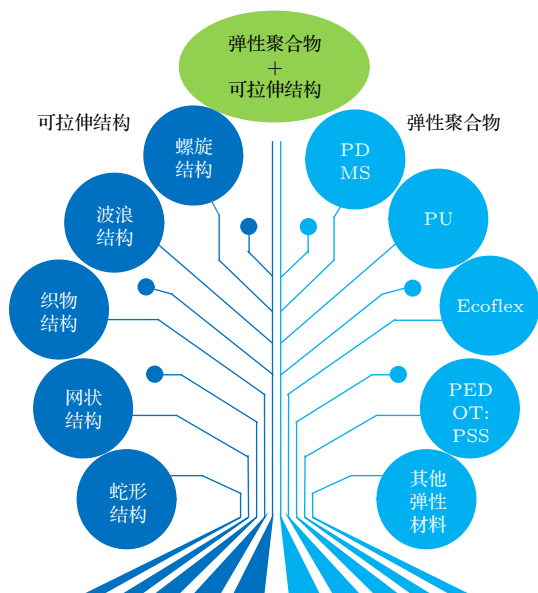 弹性聚合物
+
可拉伸结构
可拉伸结构
弹性聚合物
螺旋
结构
波浪
结构
织物
结构
网状
结构
蛇形
结构
PD
MS
PU
Ecoflex
PED
OT:
PSS
其他
弹性
材料